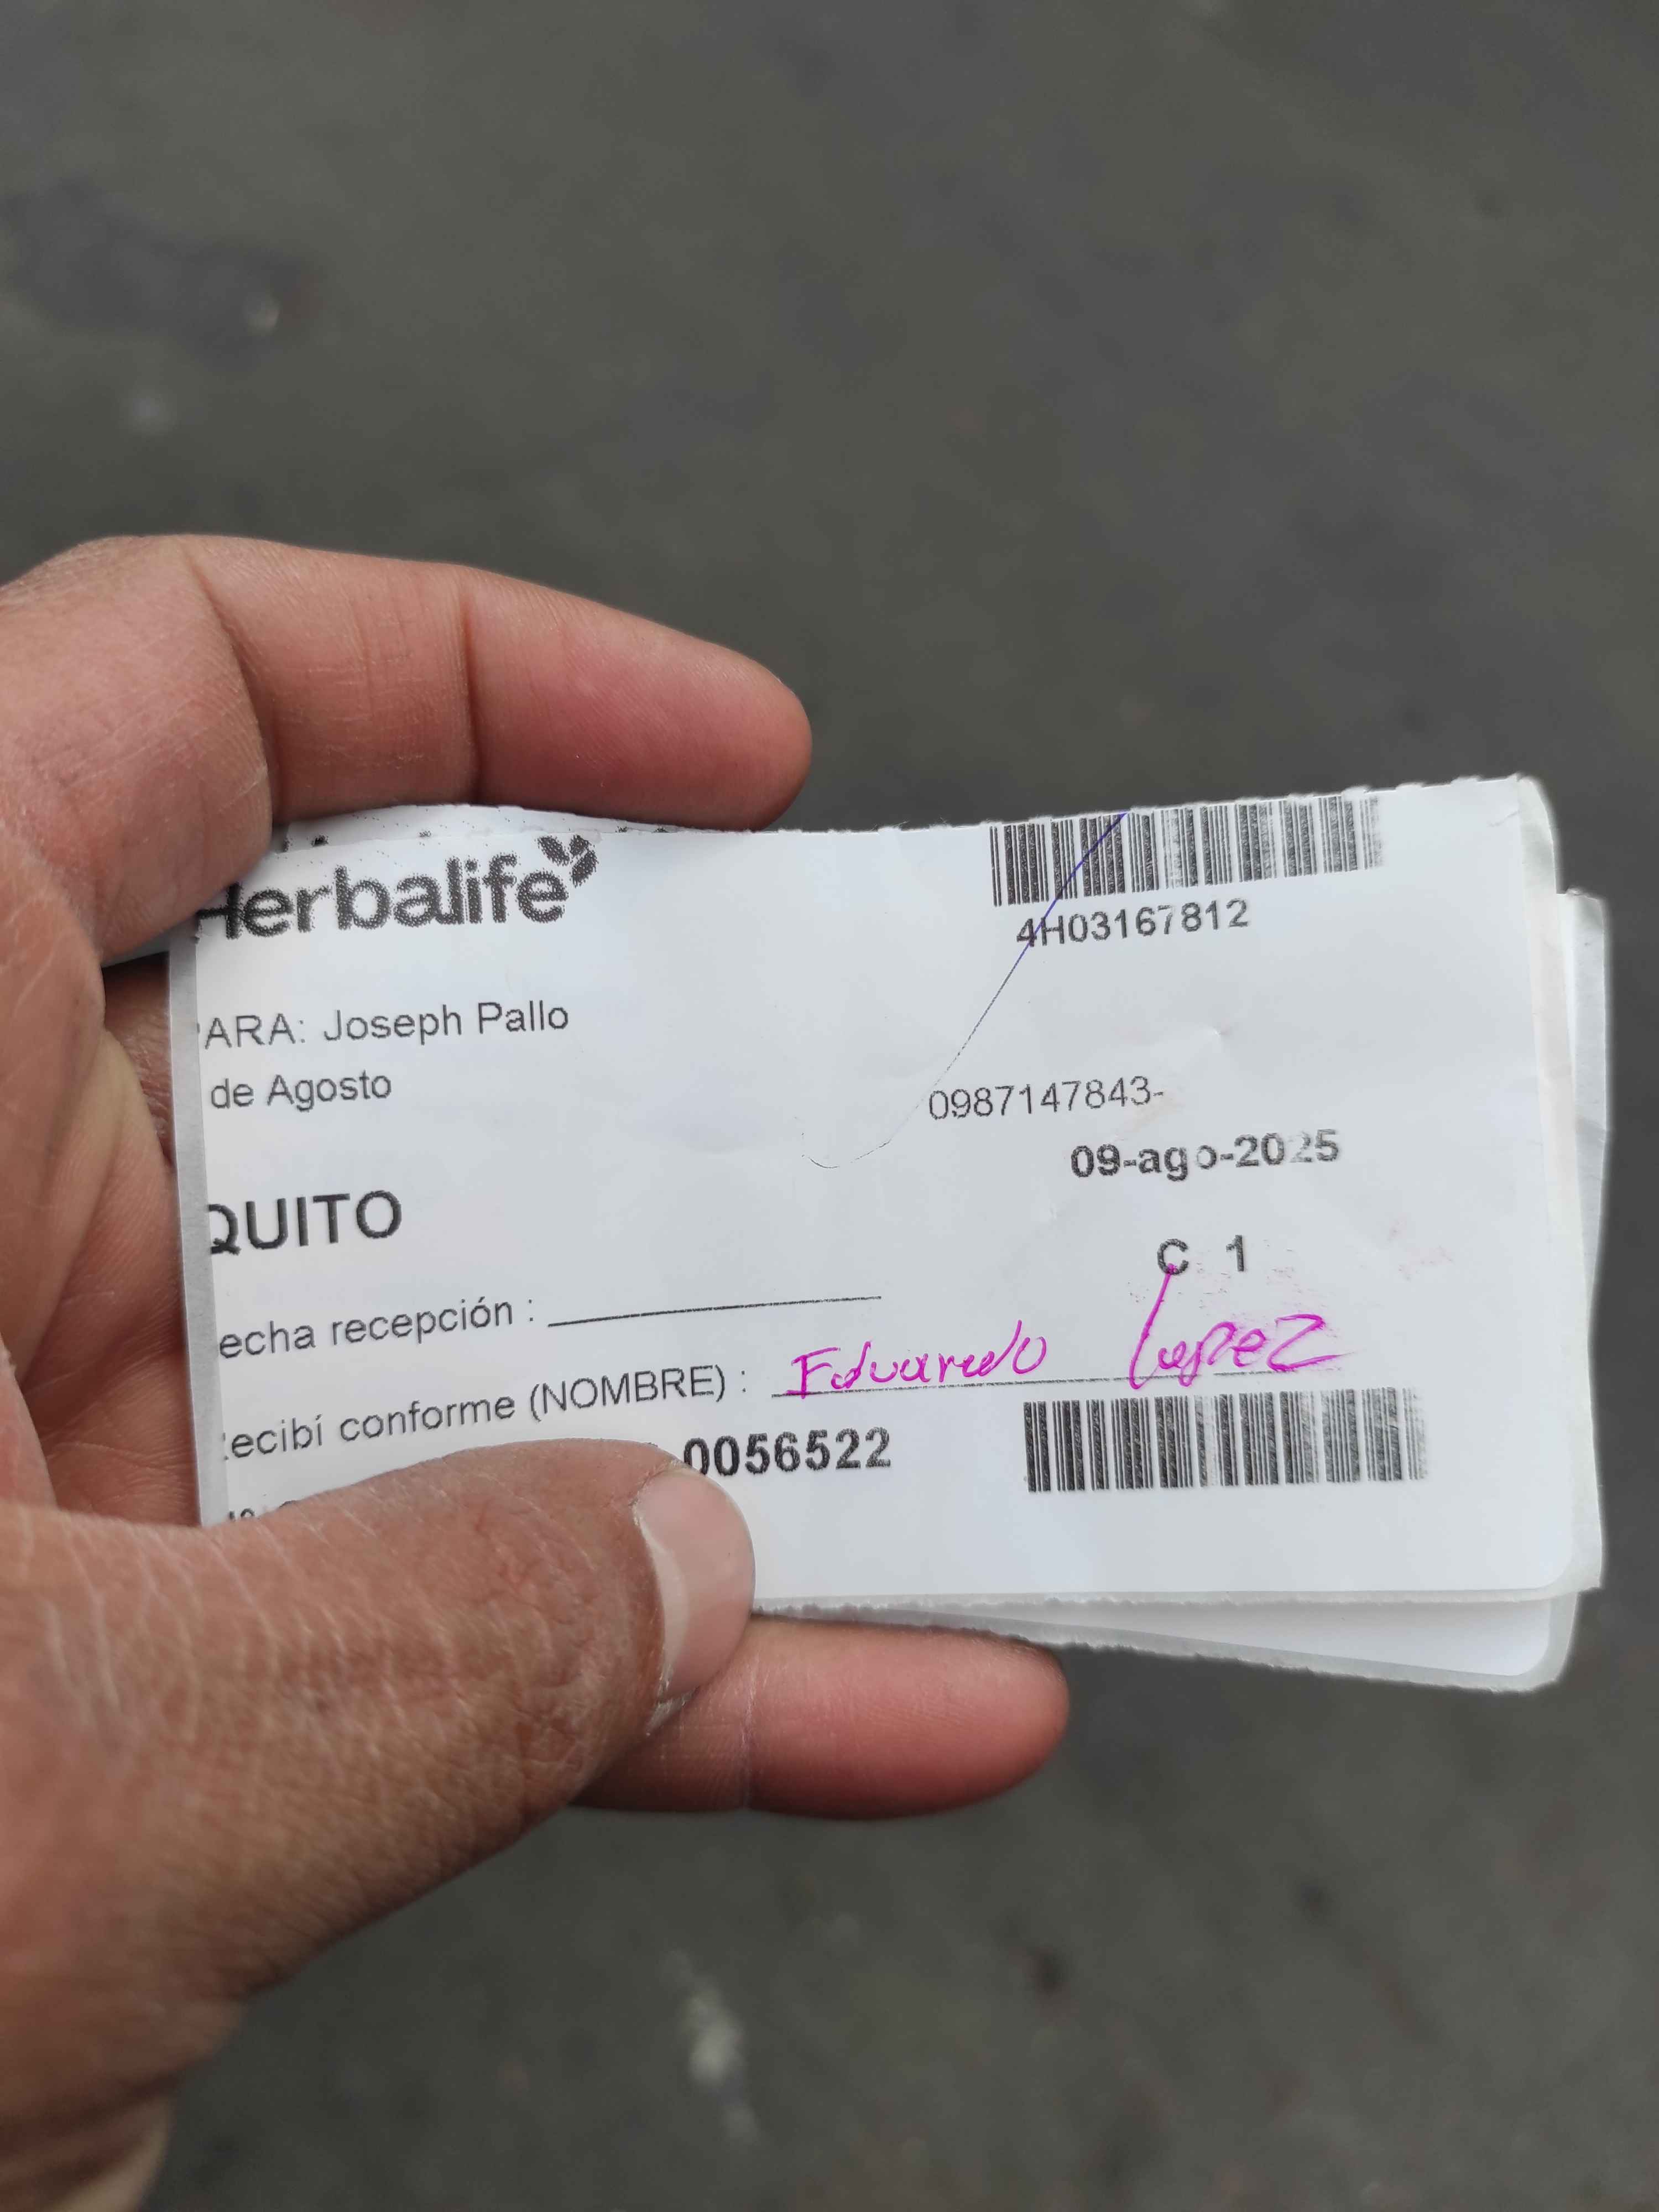 Herbalife
4H03167812
PARA: Joseph Pallo
de Agosto
0987147843-
09-ago-2025
QUITO
C 1
echa recepción :
ecibí conforme (NOMBRE) : Eduardo Lopez
0056522